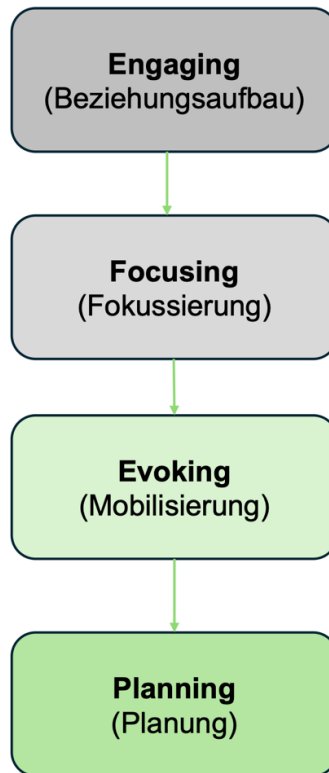 Engaging
(Beziehungsaufbau)
Focusing
(Fokussierung)
Evoking
(Mobilisierung)
Planning
(Planung)